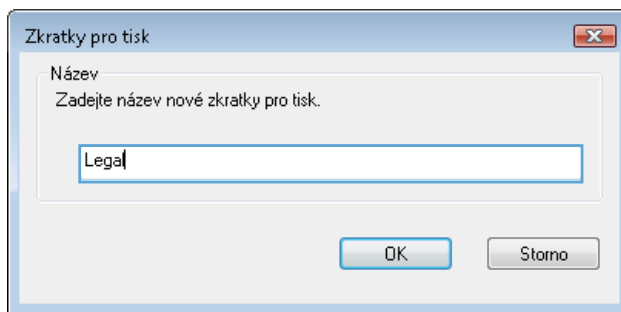 Zkratky pro tisk
Název
Zadejte název nové zkratky pro tisk.
Legal
OK
Storno